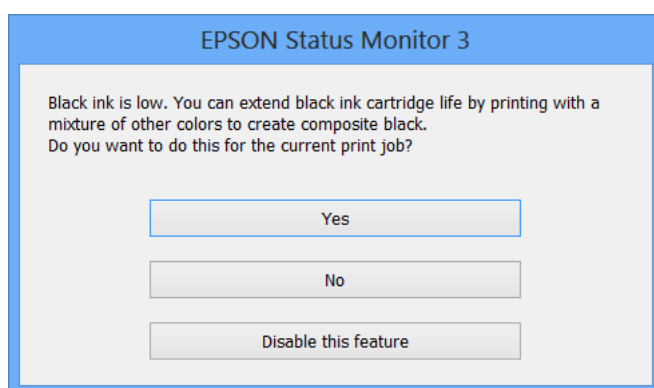 EPSON Status Monitor 3
Black ink is low. You can extend black ink cartridge life by printing with a
mixture of other colors to create composite black.
Do you want to do this for the current print job?
Yes
No
Disable this feature